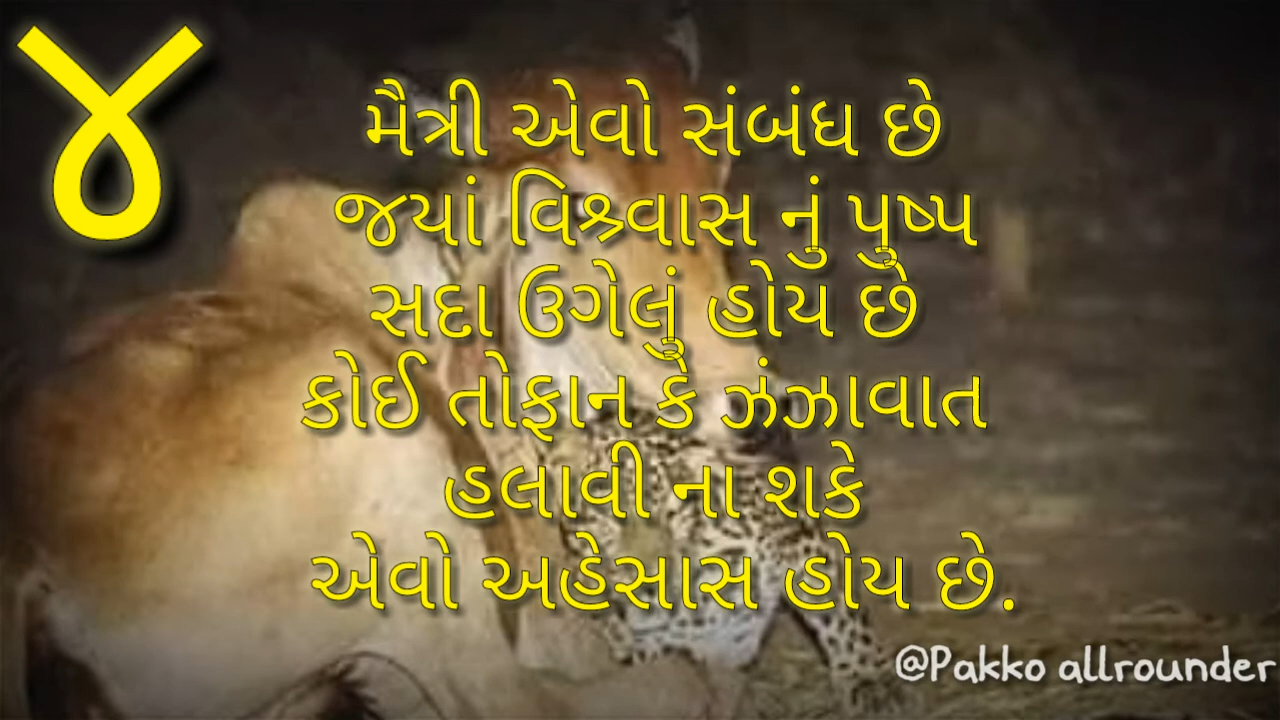 ૪
મૈત્રી એવો સંબંધ છે
જયાં વિશ્ર્વાસ નું પુષ્પ
સદા ઉગેલું હોય છે
કોઈ તોફાન કે ઝંઝાવાત
હલાવી ના શકે
એવો અહેસાસ હોય છે.
@Pakko allrounder